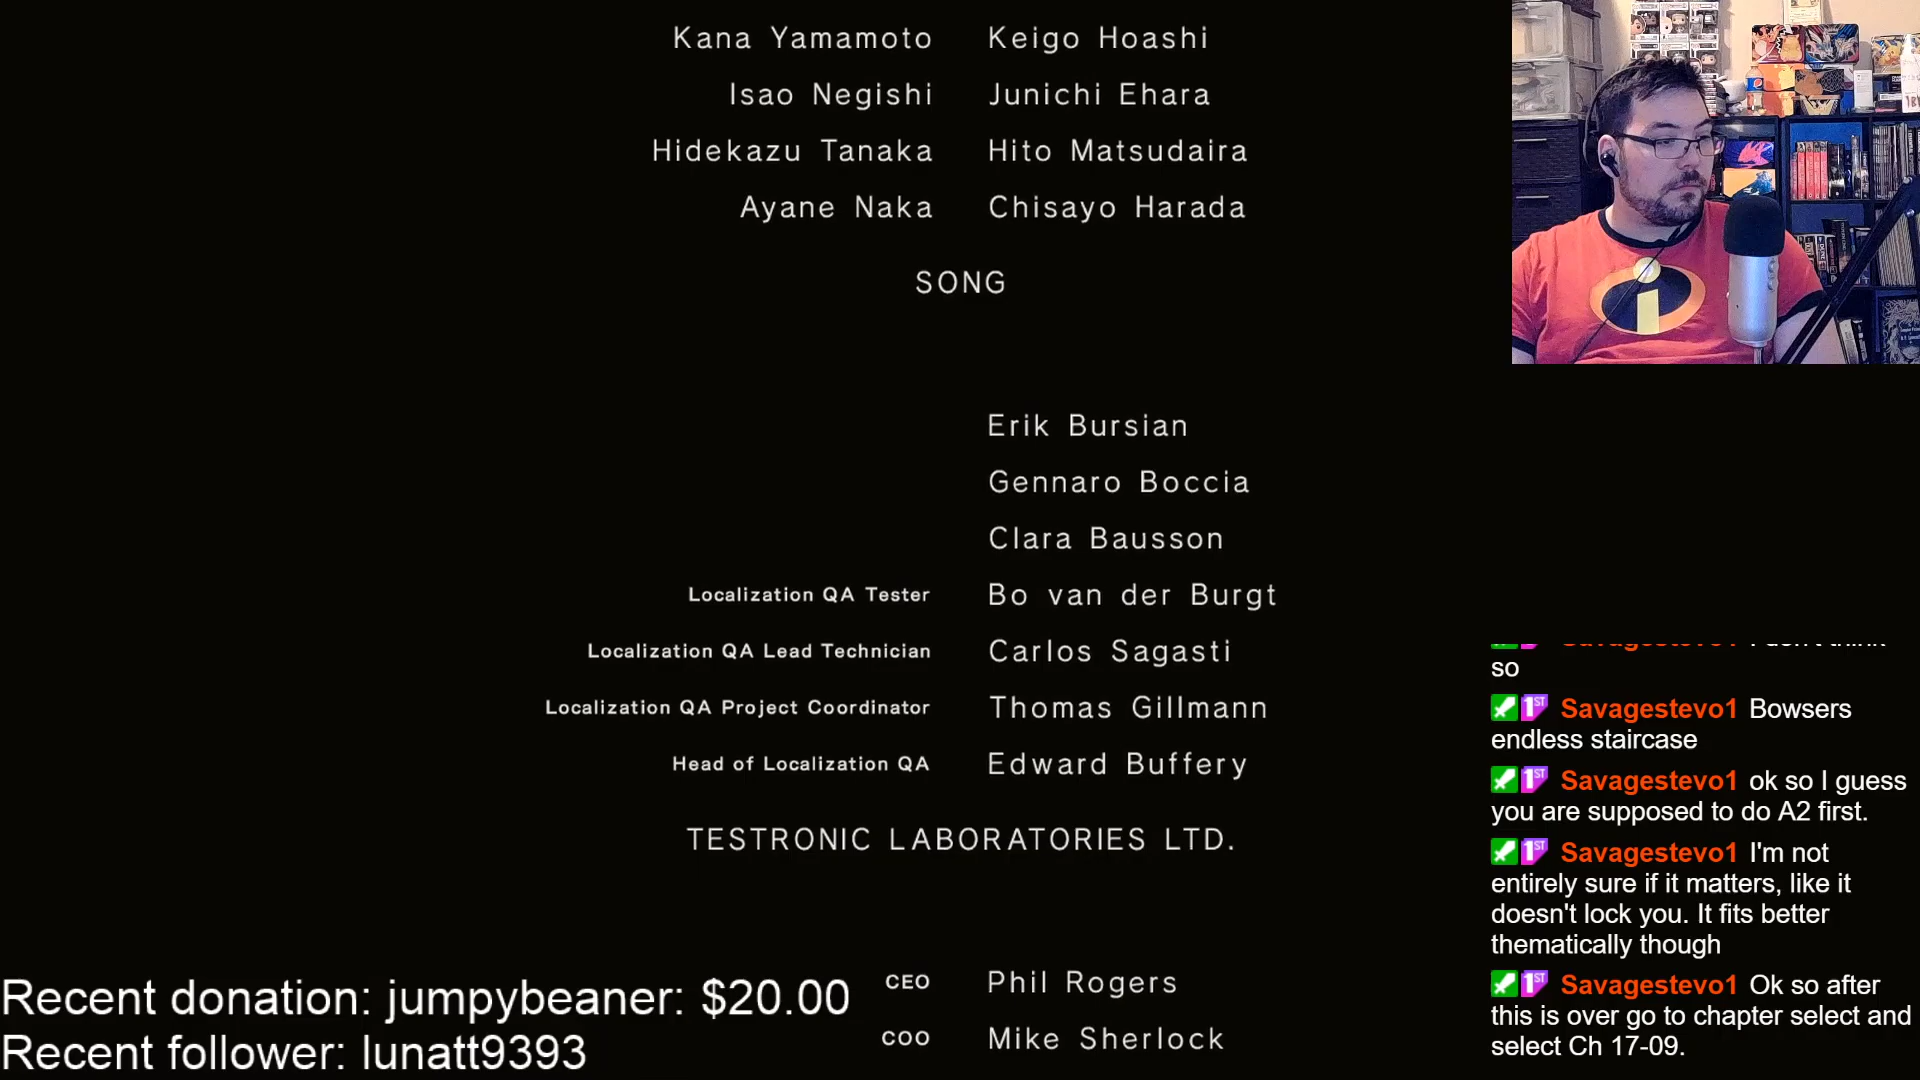 Kana Yamamoto Keigo Hoashi
Isao Negishi Junichi Ehara
Hidekazu Tanaka Hito Matsudaira
Ayane Naka Chisayo Harada
SONG
Erik Bursian
Gennaro Boccia
Clara Bausson
Localization QA Tester Bo van der Burgt
Localization QA Lead Technician Carlos Sagasti
Localization QA Project Coordinator Thomas Gillmann
Head of Localization QA Edward Buffery
TESTRONIC LABORATORIES LTD.
CEO Phil Rogers
COO Mike Sherlock
Recent donation: jumpybeaner: $20.00
Recent follower: lunatt9393
so
Savagestevo1 Bowsers
endless staircase
Savagestevo1 ok so I guess
you are supposed to do A2 first.
Savagestevo1 I'm not
entirely sure if it matters, like it
doesn't lock you. It fits better
thematically though
Savagestevo1 Ok so after
this is over go to chapter select and
select Ch 17-09.